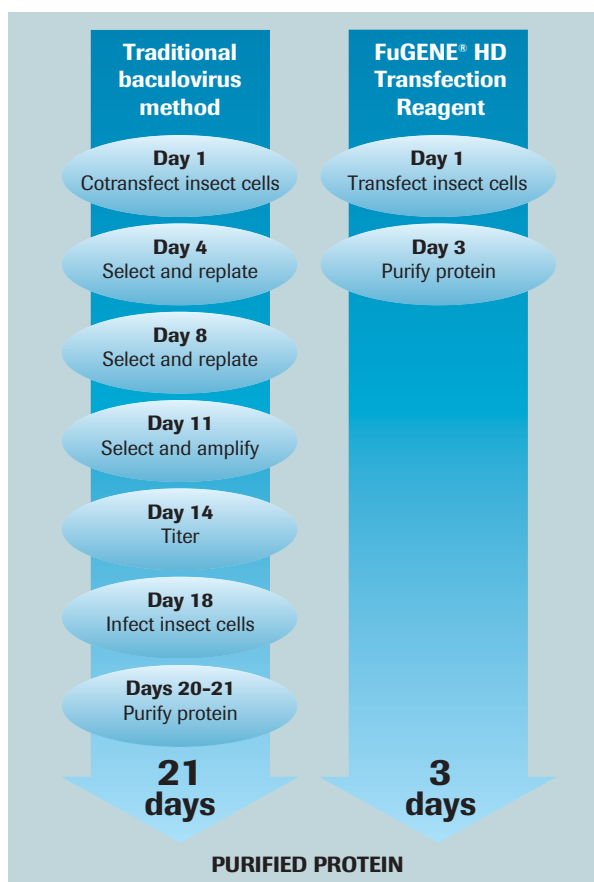 Traditional
baculovirus
method
Day 1
Cotransfect insect cells
Day 4
Select and replate
Day 8
Select and replate
Day 11
Select and amplify
Day 14
Titer
Day 18
Infect insect cells
Days 20–21
Purify protein
21
days
FuGENE® HD
Transfection
Reagent
Day 1
Transfect insect cells
Day 3
Purify protein
3
days
PURIFIED PROTEIN